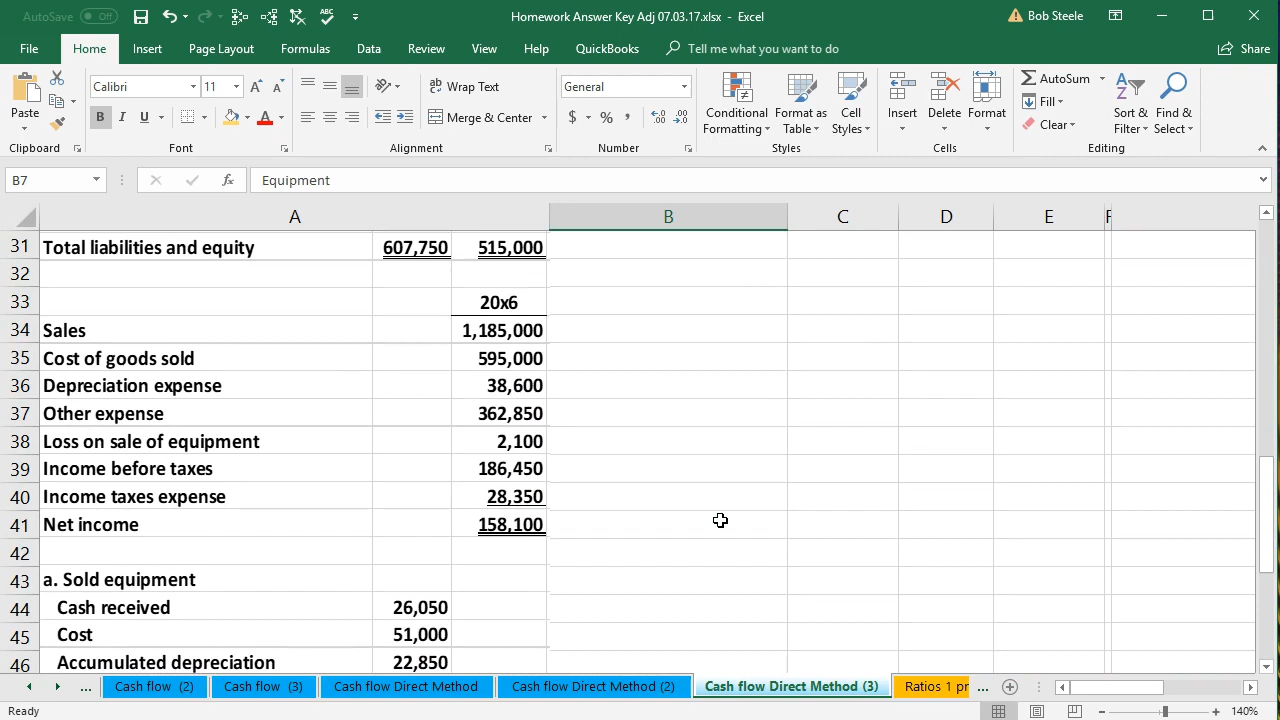 AutoSave Off Homework Answer Key Adj 07.03.17.xlsx - Excel Bob Steele
File Home Insert Page Layout Formulas Data Review View Help QuickBooks Tell me what you want to do Share
Calibri 11 Wrap Text General AutoSum
Fill
Paste B I U A Merge & Center $ % , Conditional Formatting Format as Table Cell Styles Insert Delete Format Clear Sort & Filter Find & Select
Clipboard Font Alignment Number Styles Cells Editing
B7 fx Equipment
A B C D E F
31 Total liabilities and equity 607,750 515,000
32
33 20x6
34 Sales 1,185,000
35 Cost of goods sold 595,000
36 Depreciation expense 38,600
37 Other expense 362,850
38 Loss on sale of equipment 2,100
39 Income before taxes 186,450
40 Income taxes expense 28,350
41 Net income 158,100
42
43 a. Sold equipment
44 Cash received 26,050
45 Cost 51,000
46 Accumulated depreciation 22,850
... Cash flow (2) Cash flow (3) Cash flow Direct Method Cash flow Direct Method (2) Cash flow Direct Method (3) Ratios 1 pr ...
Ready 140%